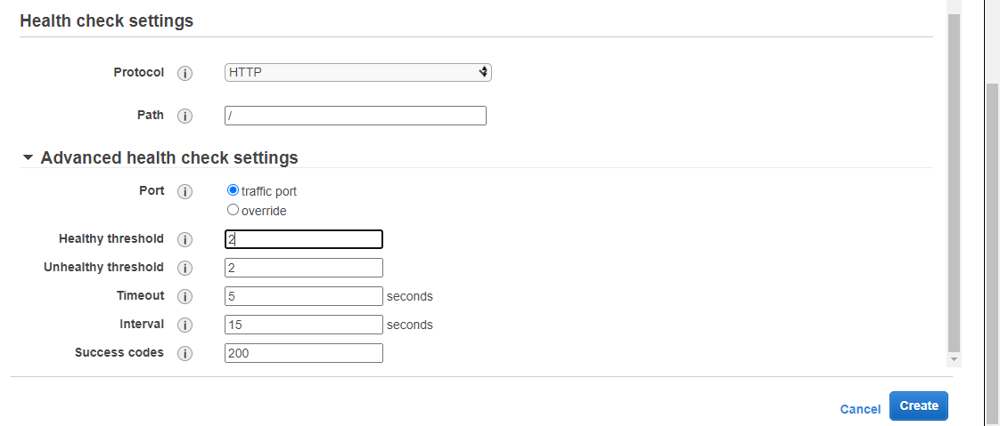 Health check settings
Protocol i HTTP
Path i /
Advanced health check settings
Port i traffic port
override
Healthy threshold i 2
Unhealthy threshold i 2
Timeout i 5 seconds
Interval i 15 seconds
Success codes i 200
Cancel Create